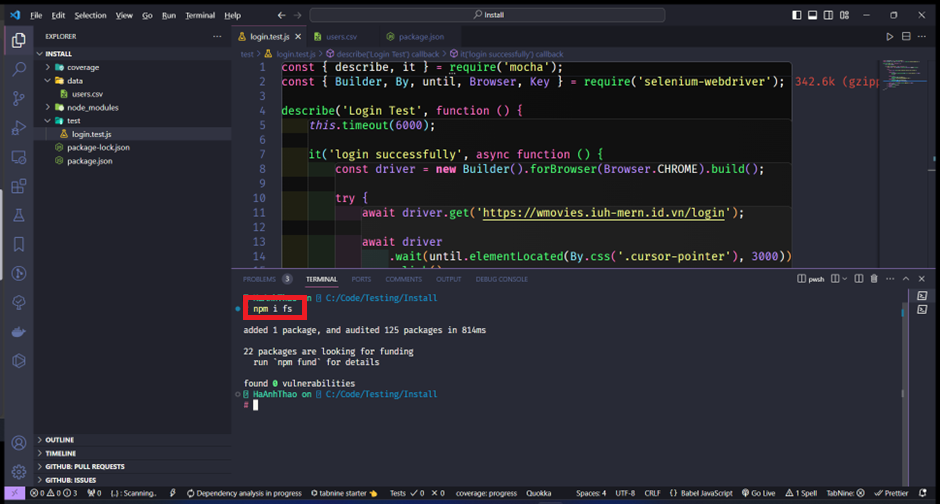 File Edit Selection View Go Run Terminal Help
Install
EXPLORER
INSTALL
coverage
data
users.csv
node_modules
test
login.test.js
package-lock.json
package.json
OUTLINE
TIMELINE
GITHUB: PULL REQUESTS
GITHUB: ISSUES
login.test.js users.csv package.json
test > login.test.js > describe('Login Test') callback > it('login successfully') callback
1 const { describe, it } = require('mocha');
2 const { Builder, By, until, Browser, Key } = require('selenium-webdriver'); 342.6k (gzipp
3
4 describe('Login Test', function () {
5 this.timeout(6000);
6
7 it('login successfully', async function () {
8 const driver = new Builder().forBrowser(Browser.CHROME).build();
9
10 try {
11 await driver.get('https://wmovies.iuh-mern.id.vn/login');
12
13 await driver
14 .wait(until.elementLocated(By.css('.cursor-pointer'), 3000))
PROBLEMS 3 TERMINAL PORTS COMMENTS OUTPUT DEBUG CONSOLE pwsh
HaAnhThao on C:/Code/Testing/Install
npm i fs
added 1 package, and audited 125 packages in 814ms
22 packages are looking for funding
run `npm fund` for details
found 0 vulnerabilities
HaAnhThao on C:/Code/Testing/Install
#
0 0 3 0 {..} : Scanning.. Dependency analysis in progress tabnine starter Tests 0 0 coverage: progress Quokka Spaces: 4 UTF-8 CRLF {} Babel JavaScript Go Live 1 Spell TabNine: Prettier